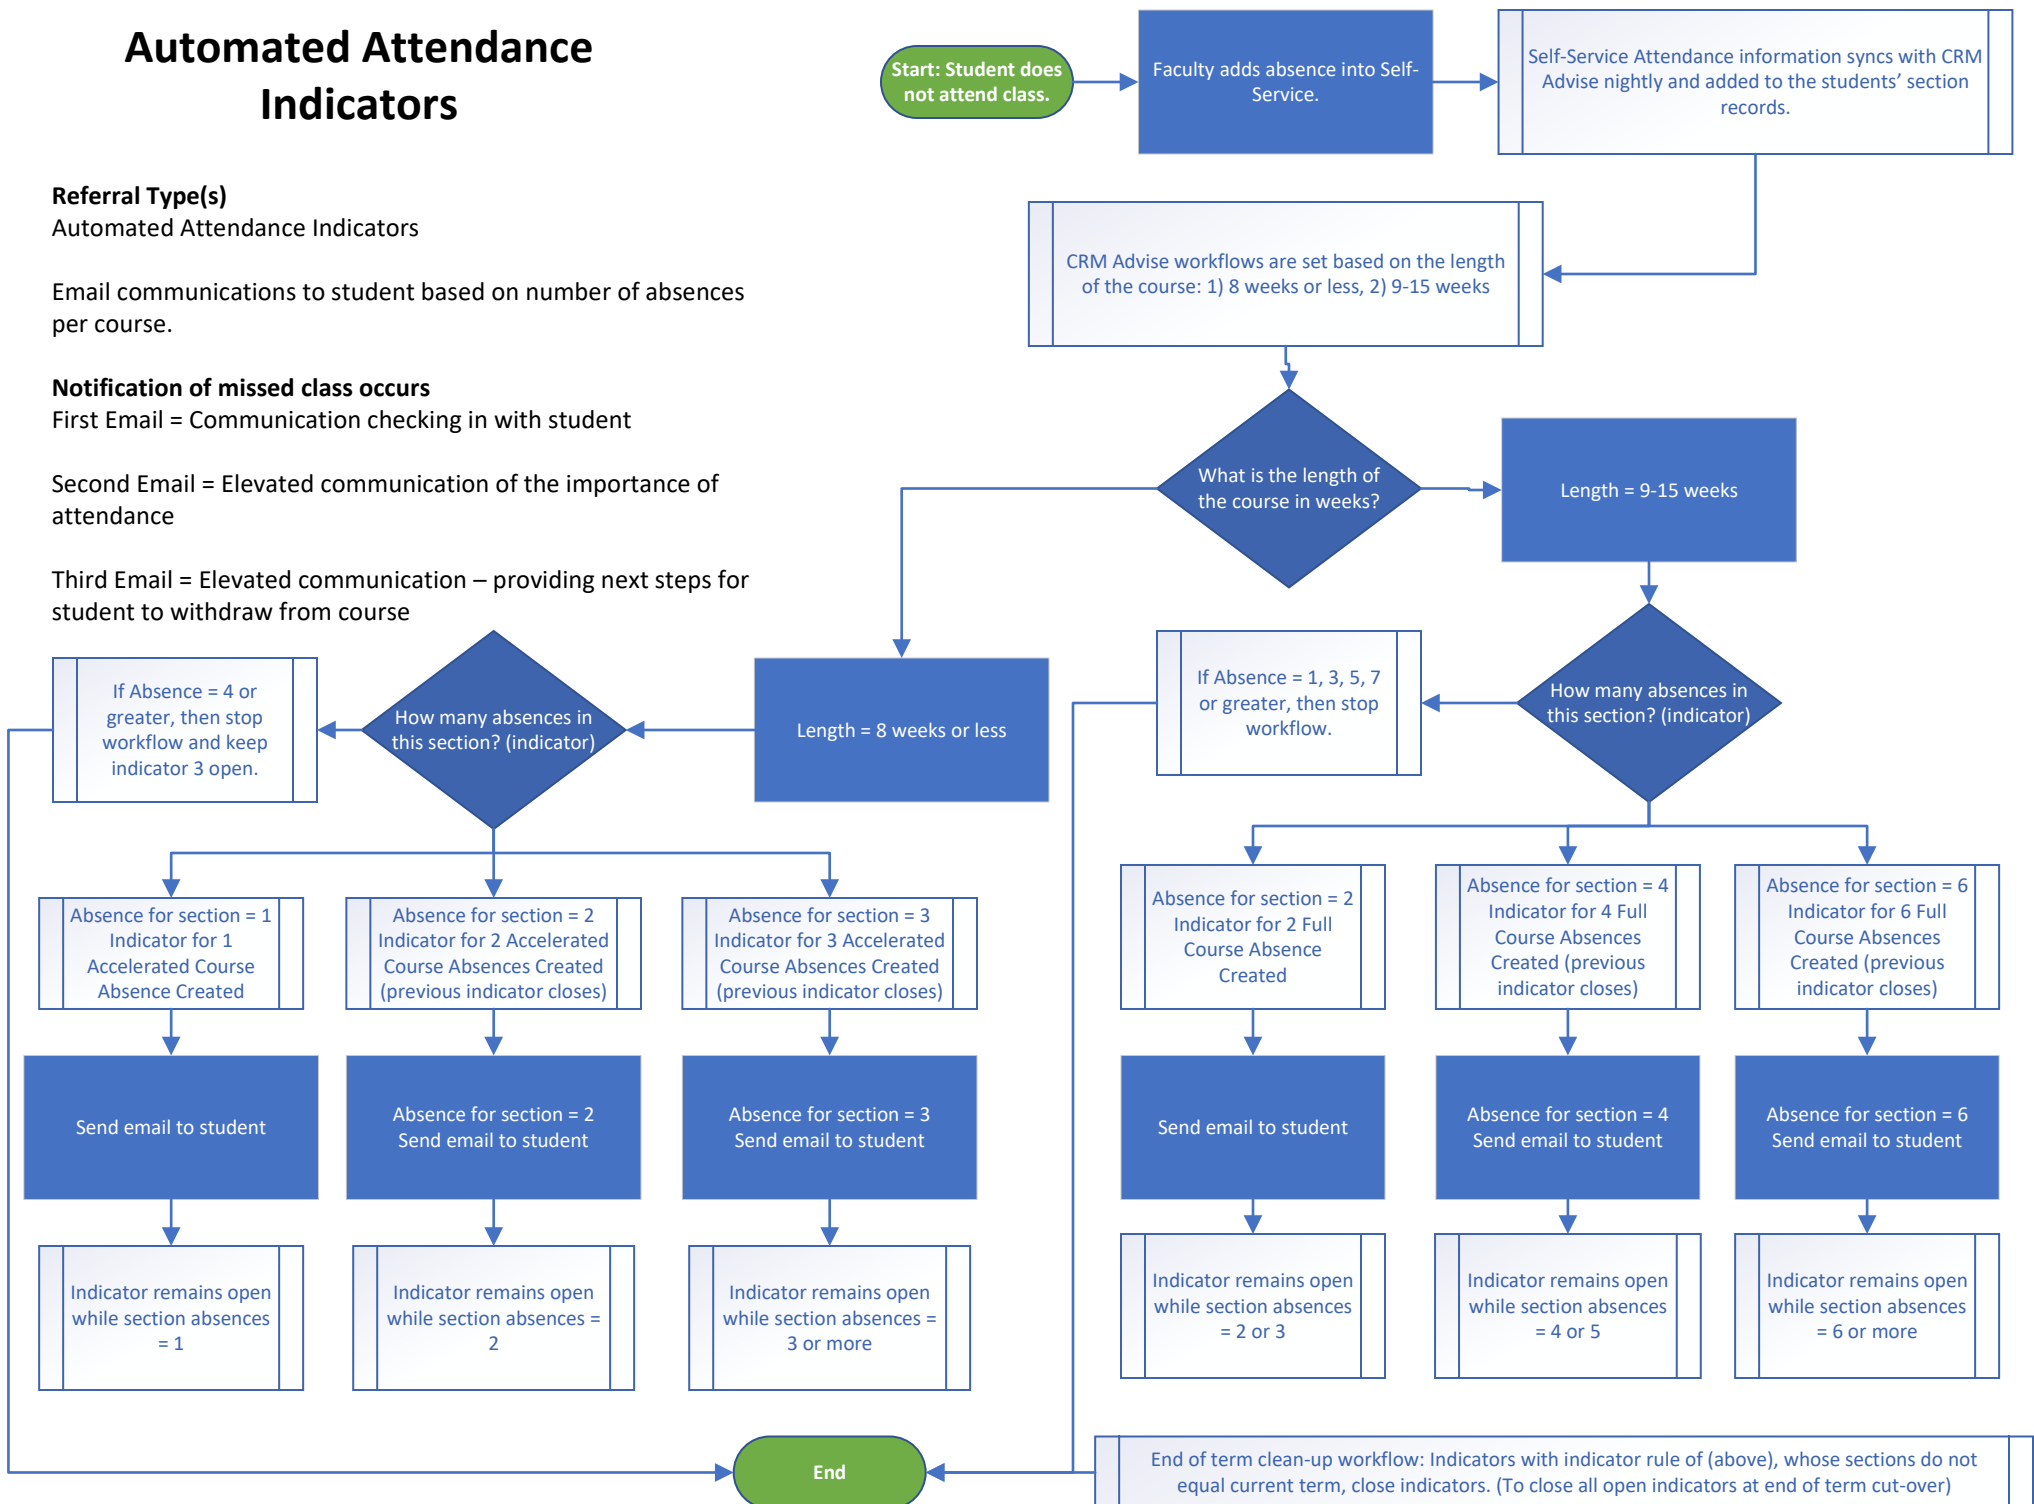 Automated Attendance
Indicators
Start: Student does
not attend class.
Faculty adds absence into Self-
Service.
Self-Service Attendance information syncs with CRM
Advise nightly and added to the students’ section
records.
Referral Type(s)
Automated Attendance Indicators
Email communications to student based on number of absences
per course.
Notification of missed class occurs
First Email = Communication checking in with student
Second Email = Elevated communication of the importance of
attendance
Third Email = Elevated communication – providing next steps for
student to withdraw from course
CRM Advise workflows are set based on the length
of the course: 1) 8 weeks or less, 2) 9-15 weeks
What is the length of
the course in weeks?
Length = 9-15 weeks
If Absence = 4 or
greater, then stop
workflow and keep
indicator 3 open.
How many absences in
this section? (indicator)
Length = 8 weeks or less
If Absence = 1, 3, 5, 7
or greater, then stop
workflow.
How many absences in
this section? (indicator)
Absence for section = 1
Indicator for 1
Accelerated Course
Absence Created
Absence for section = 2
Indicator for 2 Accelerated
Course Absences Created
(previous indicator closes)
Absence for section = 3
Indicator for 3 Accelerated
Course Absences Created
(previous indicator closes)
Absence for section = 2
Indicator for 2 Full
Course Absence
Created
Absence for section = 4
Indicator for 4 Full
Course Absences
Created (previous
indicator closes)
Absence for section = 6
Indicator for 6 Full
Course Absences
Created (previous
indicator closes)
Send email to student
Absence for section = 2
Send email to student
Absence for section = 3
Send email to student
Send email to student
Absence for section = 4
Send email to student
Absence for section = 6
Send email to student
Indicator remains open
while section absences
= 1
Indicator remains open
while section absences =
2
Indicator remains open
while section absences =
3 or more
Indicator remains open
while section absences
= 2 or 3
Indicator remains open
while section absences
= 4 or 5
Indicator remains open
while section absences
= 6 or more
End
End of term clean-up workflow: Indicators with indicator rule of (above), whose sections do not
equal current term, close indicators. (To close all open indicators at end of term cut-over)